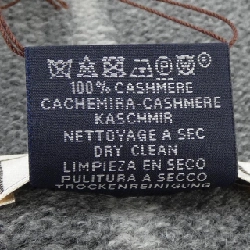 100% CASHMERE
CACHEMIRA-CASHMERE
KASCHMIR
NETTOYAGE A SEC
DRY CLEAN
LIMPIEZA EN SECO
PULITURA A SECCO
TROCKENREINIGUNG